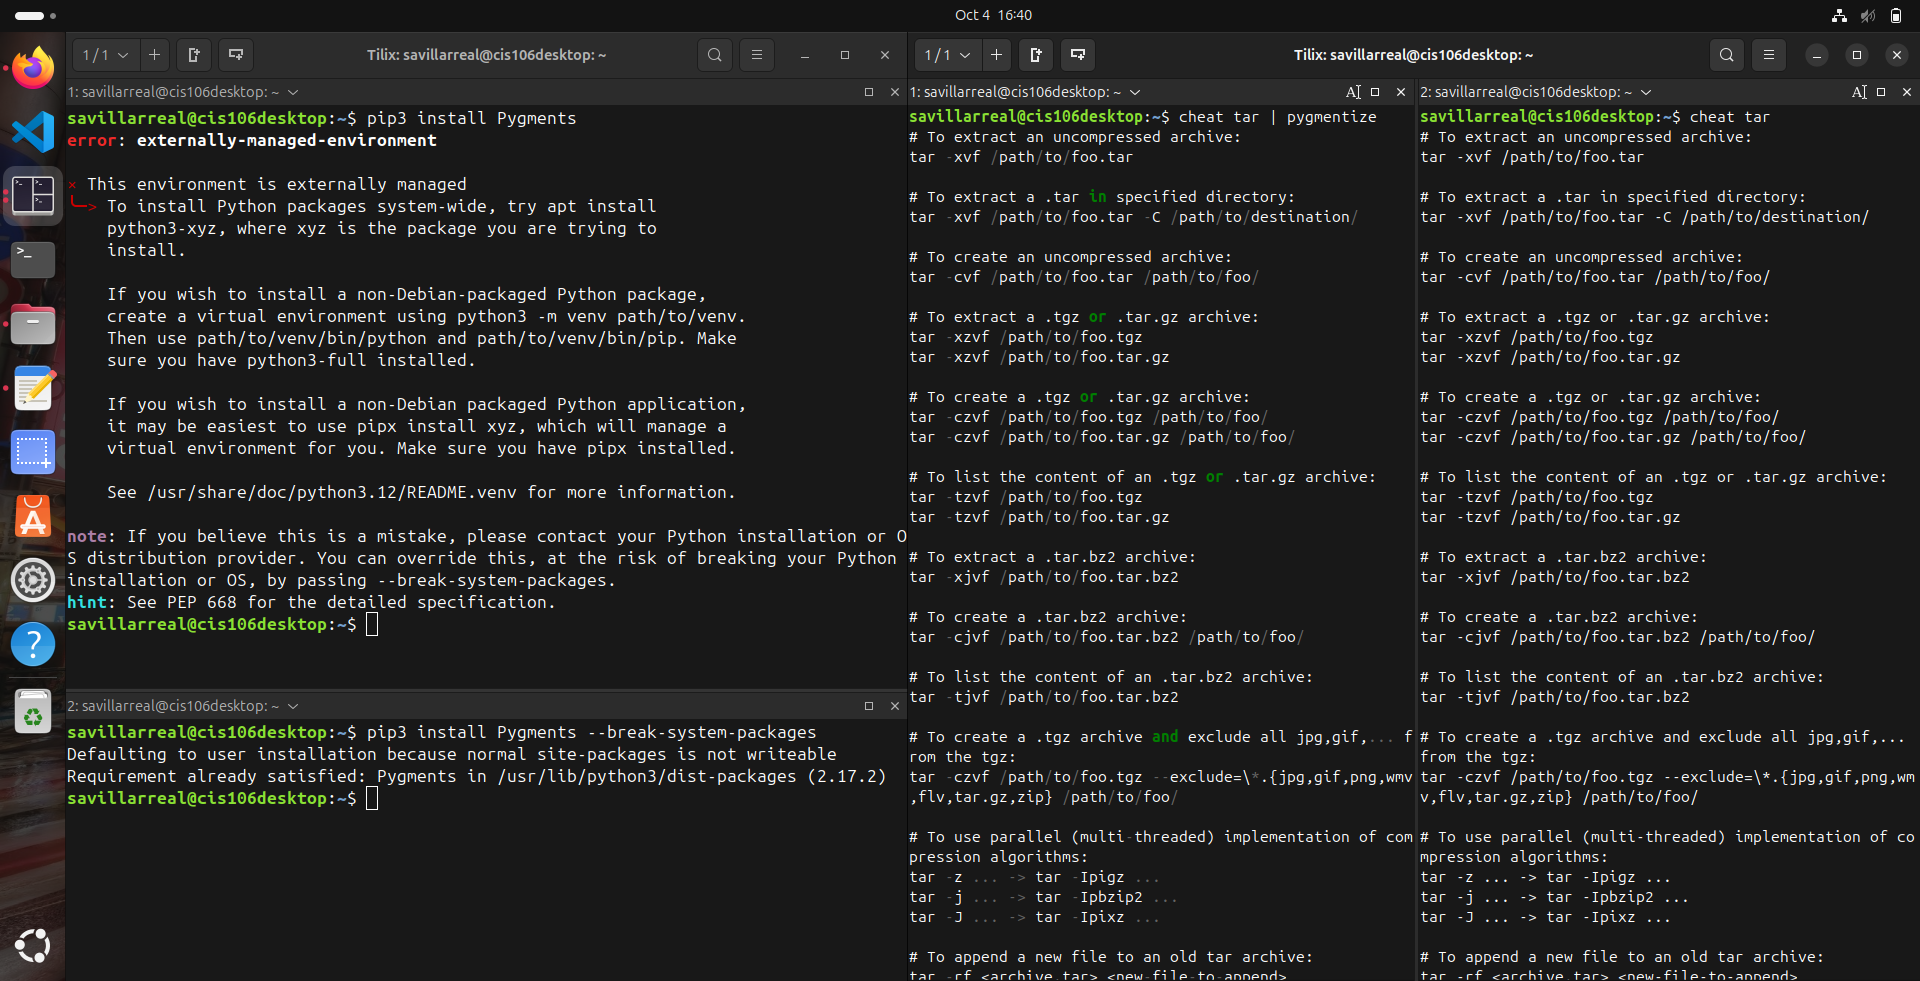 Oct 4 16:40
1 / 1
Tilix: savillarreal@cis106desktop: ~
1: savillarreal@cis106desktop: ~
savillarreal@cis106desktop:~$ pip3 install Pygments
error: externally-managed-environment
× This environment is externally managed
╰─> To install Python packages system-wide, try apt install
python3-xyz, where xyz is the package you are trying to
install.
If you wish to install a non-Debian-packaged Python package,
create a virtual environment using python3 -m venv path/to/venv.
Then use path/to/venv/bin/python and path/to/venv/bin/pip. Make
sure you have python3-full installed.
If you wish to install a non-Debian packaged Python application,
it may be easiest to use pipx install xyz, which will manage a
virtual environment for you. Make sure you have pipx installed.
See /usr/share/doc/python3.12/README.venv for more information.
note: If you believe this is a mistake, please contact your Python installation or O
S distribution provider. You can override this, at the risk of breaking your Python
installation or OS, by passing --break-system-packages.
hint: See PEP 668 for the detailed specification.
savillarreal@cis106desktop:~$
2: savillarreal@cis106desktop: ~
savillarreal@cis106desktop:~$ pip3 install Pygments --break-system-packages
Defaulting to user installation because normal site-packages is not writeable
Requirement already satisfied: Pygments in /usr/lib/python3/dist-packages (2.17.2)
savillarreal@cis106desktop:~$
1 / 1
Tilix: savillarreal@cis106desktop: ~
1: savillarreal@cis106desktop: ~
savillarreal@cis106desktop:~$ cheat tar | pygmentize
# To extract an uncompressed archive:
tar -xvf /path/to/foo.tar
# To extract a .tar in specified directory:
tar -xvf /path/to/foo.tar -C /path/to/destination/
# To create an uncompressed archive:
tar -cvf /path/to/foo.tar /path/to/foo/
# To extract a .tgz or .tar.gz archive:
tar -xzvf /path/to/foo.tgz
tar -xzvf /path/to/foo.tar.gz
# To create a .tgz or .tar.gz archive:
tar -czvf /path/to/foo.tgz /path/to/foo/
tar -czvf /path/to/foo.tar.gz /path/to/foo/
# To list the content of an .tgz or .tar.gz archive:
tar -tzvf /path/to/foo.tgz
tar -tzvf /path/to/foo.tar.gz
# To extract a .tar.bz2 archive:
tar -xjvf /path/to/foo.tar.bz2
# To create a .tar.bz2 archive:
tar -cjvf /path/to/foo.tar.bz2 /path/to/foo/
# To list the content of an .tar.bz2 archive:
tar -tjvf /path/to/foo.tar.bz2
# To create a .tgz archive and exclude all jpg,gif,... f
rom the tgz:
tar -czvf /path/to/foo.tgz --exclude=\*.{jpg,gif,png,wmv
,flv,tar.gz,zip} /path/to/foo/
# To use parallel (multi-threaded) implementation of com
pression algorithms:
tar -z ... -> tar -Ipigz ...
tar -j ... -> tar -Ipbzip2 ...
tar -J ... -> tar -Ipixz ...
# To append a new file to an old tar archive:
tar -rf <archive.tar> <new-file-to-append>
2: savillarreal@cis106desktop: ~
savillarreal@cis106desktop:~$ cheat tar
# To extract an uncompressed archive:
tar -xvf /path/to/foo.tar
# To extract a .tar in specified directory:
tar -xvf /path/to/foo.tar -C /path/to/destination/
# To create an uncompressed archive:
tar -cvf /path/to/foo.tar /path/to/foo/
# To extract a .tgz or .tar.gz archive:
tar -xzvf /path/to/foo.tgz
tar -xzvf /path/to/foo.tar.gz
# To create a .tgz or .tar.gz archive:
tar -czvf /path/to/foo.tgz /path/to/foo/
tar -czvf /path/to/foo.tar.gz /path/to/foo/
# To list the content of an .tgz or .tar.gz archive:
tar -tzvf /path/to/foo.tgz
tar -tzvf /path/to/foo.tar.gz
# To extract a .tar.bz2 archive:
tar -xjvf /path/to/foo.tar.bz2
# To create a .tar.bz2 archive:
tar -cjvf /path/to/foo.tar.bz2 /path/to/foo/
# To list the content of an .tar.bz2 archive:
tar -tjvf /path/to/foo.tar.bz2
# To create a .tgz archive and exclude all jpg,gif,...
from the tgz:
tar -czvf /path/to/foo.tgz --exclude=\*.{jpg,gif,png,wm
v,flv,tar.gz,zip} /path/to/foo/
# To use parallel (multi-threaded) implementation of co
mpression algorithms:
tar -z ... -> tar -Ipigz ...
tar -j ... -> tar -Ipbzip2 ...
tar -J ... -> tar -Ipixz ...
# To append a new file to an old tar archive:
tar -rf <archive.tar> <new-file-to-append>